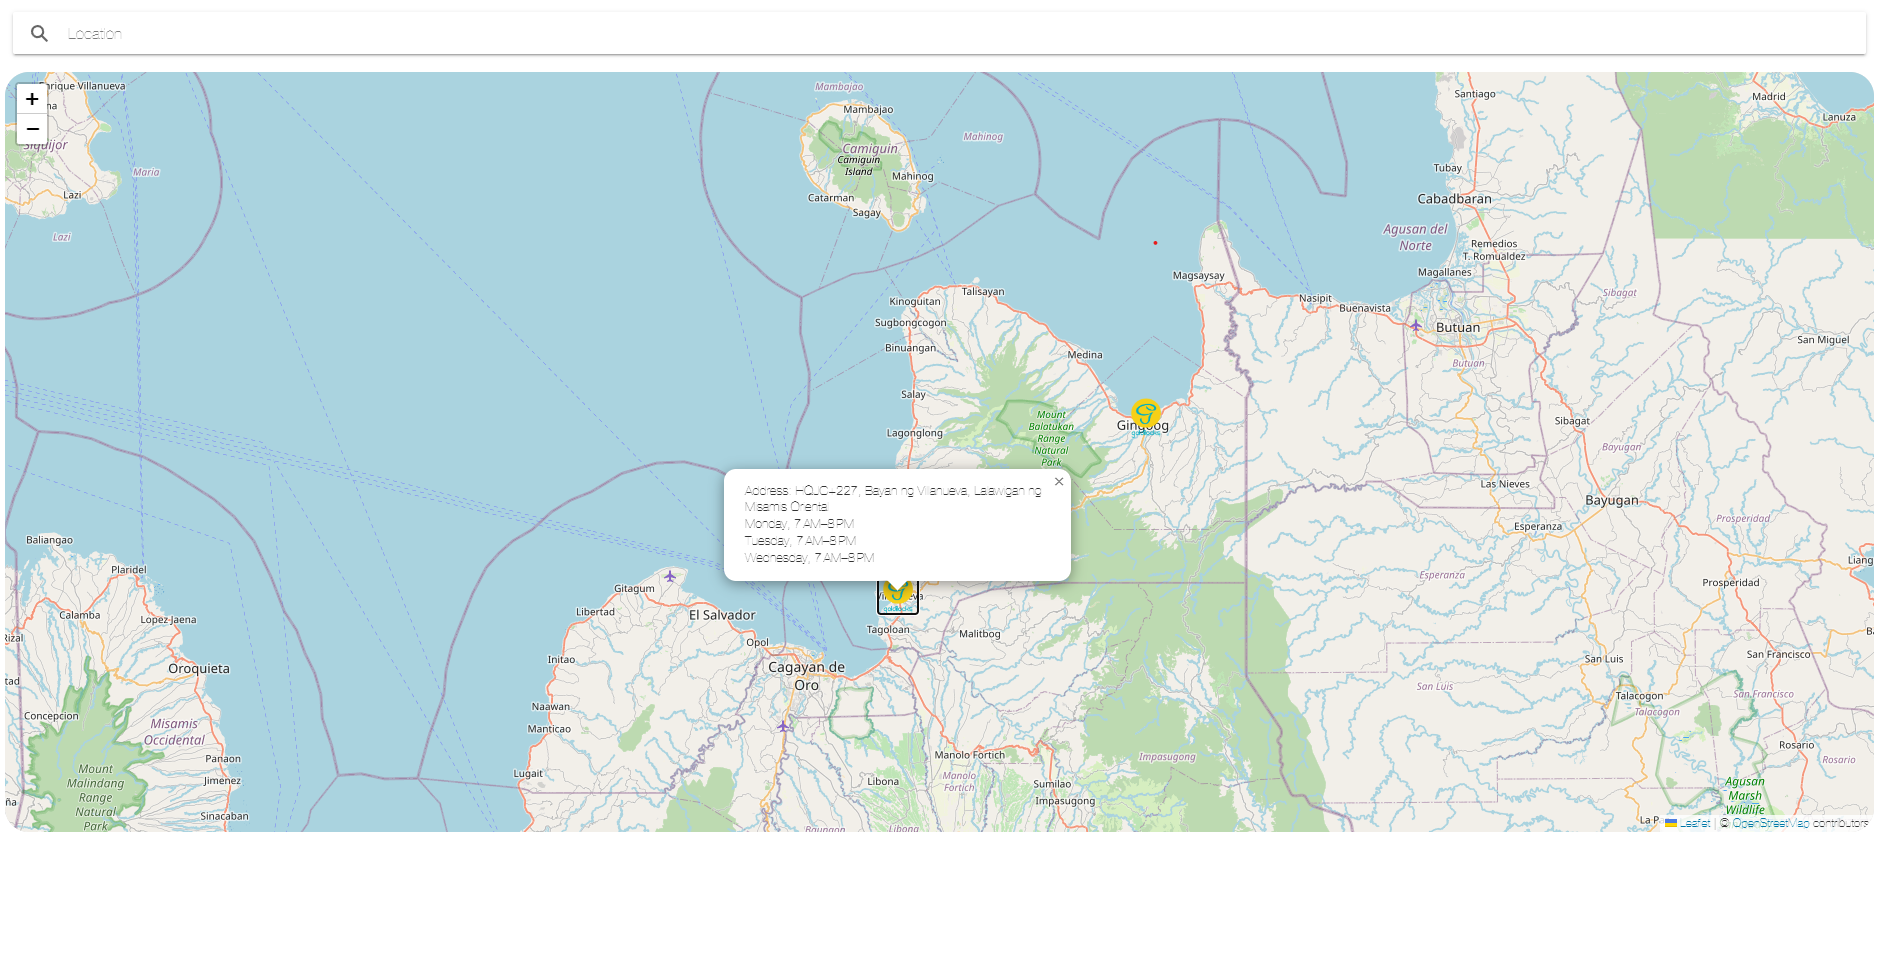 Location
+
−
Enrique Villanueva
Siquijor
Maria
Lazi
Lazi
Mambajao
Mambajao
Camiguin
Camiguin
Island
Mahinog
Mahinog
Catarman
Sagay
Santiago
Madrid
Lanuza
Tubay
Cabadbaran
Agusan del
Norte
Remedios
T. Romualdez
Magallanes
Magsaysay
Nasipit
Buenavista
Sibagat
Butuan
Butuan
San Miguel
Kinoguitan
Talisayan
Sugbongcogon
Binuangan
Medina
Salay
Lagonglong
Mount
Balatukan
Range
Natural
Park
Gingoog
goldilocks
Sibagat
Bayugan
Las Nieves
Bayugan
Esperanza
Prosperidad
Esperanza
Prosperidad
Address: HQJC+227, Bayan ng Villanueva, Lalawigan ng
Misamis Oriental
Monday, 7 AM–8 PM
Tuesday, 7 AM–8 PM
Wednesday, 7 AM–8 PM
×
goldilocks
Tagoloan
Malitbog
Baliangao
Plaridel
Calamba
Lopez-Jaena
Oroquieta
Concepcion
Misamis
Occidental
Panaon
Jimenez
Mount
Malindang
Range
Natural
Park
Sinacaban
Gitagum
Libertad
El Salvador
Opol
Initao
Cagayan de
Oro
Naawan
Manticao
Lugait
Manolo Fortich
Manolo
Fortich
Libona
Libona
Baungon
Sumilao
Impasugong
Impasugong
San Luis
San Luis
Talacogon
Talacogon
San Francisco
San Francisco
Rosario
Rosario
Agusan
Marsh
Wildlife
Leaflet | © OpenStreetMap contributors